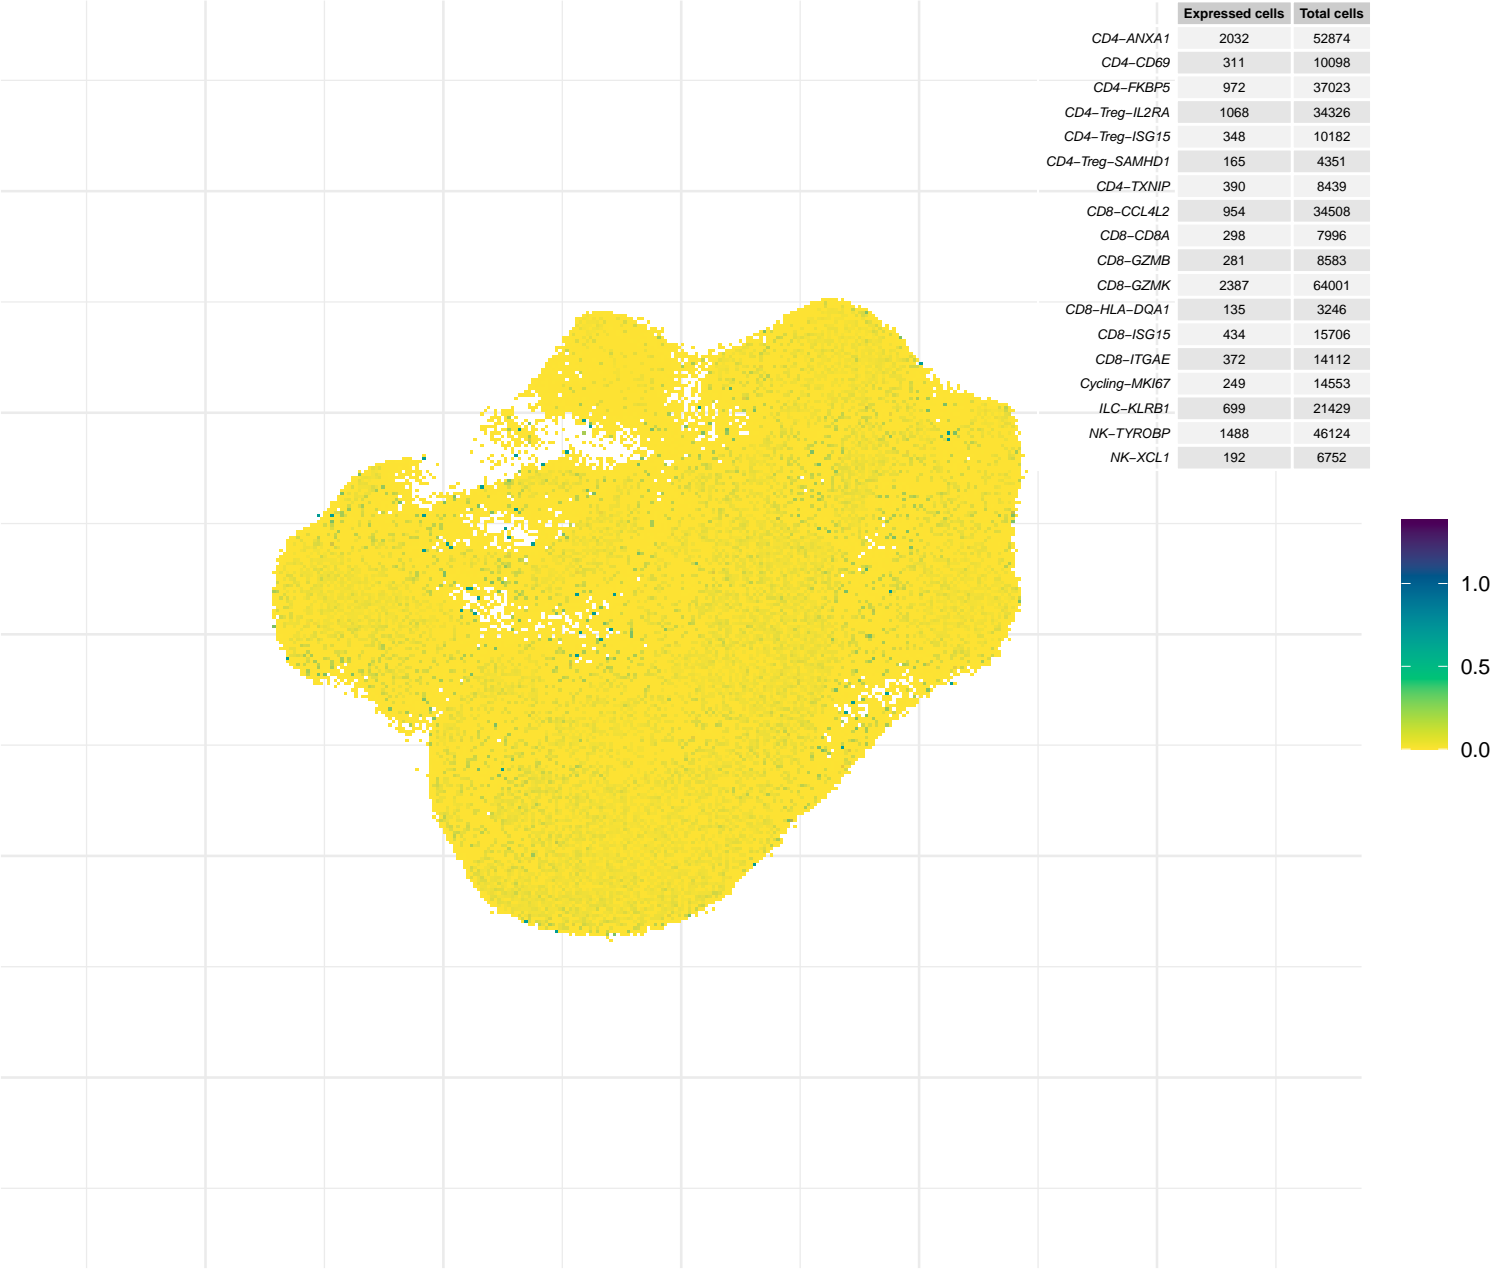 Expressed cells Total cells
CD4−ANXA1 2032 52874
CD4−CD69 311 10098
CD4−FKBP5 972 37023
CD4−Treg−IL2RA 1068 34326
CD4−Treg−ISG15 348 10182
CD4−Treg−SAMHD1 165 4351
CD4−TXNIP 390 8439
CD8−CCL4L2 954 34508
CD8−CD8A 298 7996
CD8−GZMB 281 8583
CD8−GZMK 2387 64001
CD8−HLA−DQA1 135 3246
CD8−ISG15 434 15706
CD8−ITGAE 372 14112
Cycling−MKI67 249 14553
ILC−KLRB1 699 21429
NK−TYROBP 1488 46124
NK−XCL1 192 6752
1.0
0.5
0.0